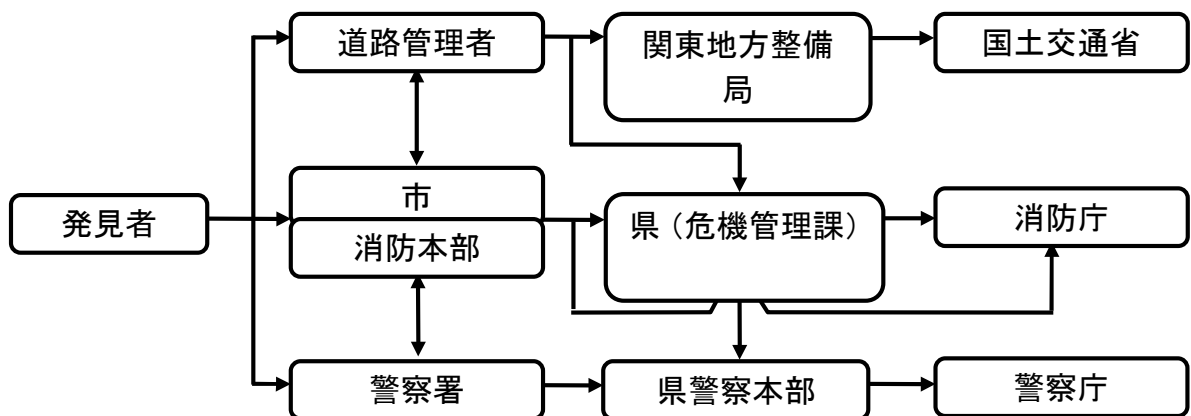 道路管理者
関東地方整備
局
国土交通省
発見者
市
消防本部
県（危機管理課）
消防庁
警察署
県警察本部
警察庁